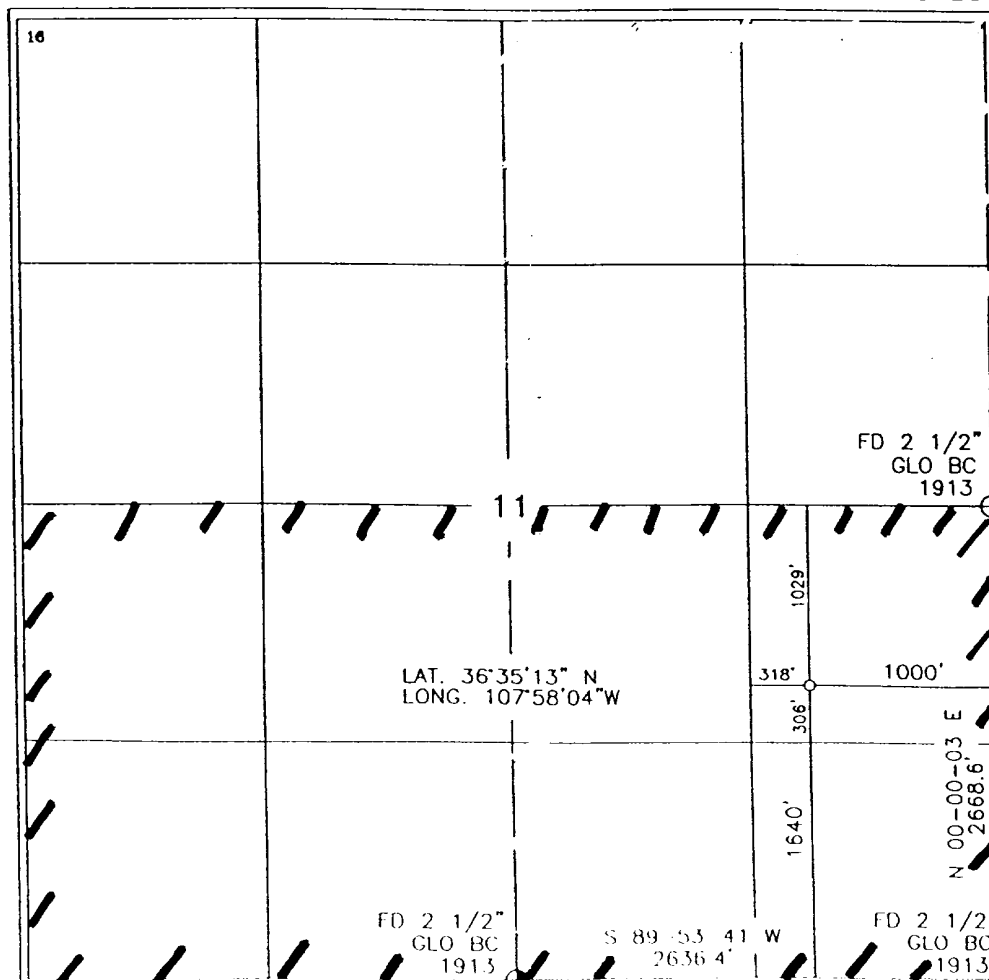 16
FD 2 1/2"
GLO BC
1913
11
1029'
LAT. 36°35'13" N
LONG. 107°58'04"W
318'
1000'
306'
N 00-00-03 E
2668.6'
1640'
FD 2 1/2"
GLO BC
1913
S 89-53-41 W
2636.4'
FD 2 1/2
GLO BC
1913